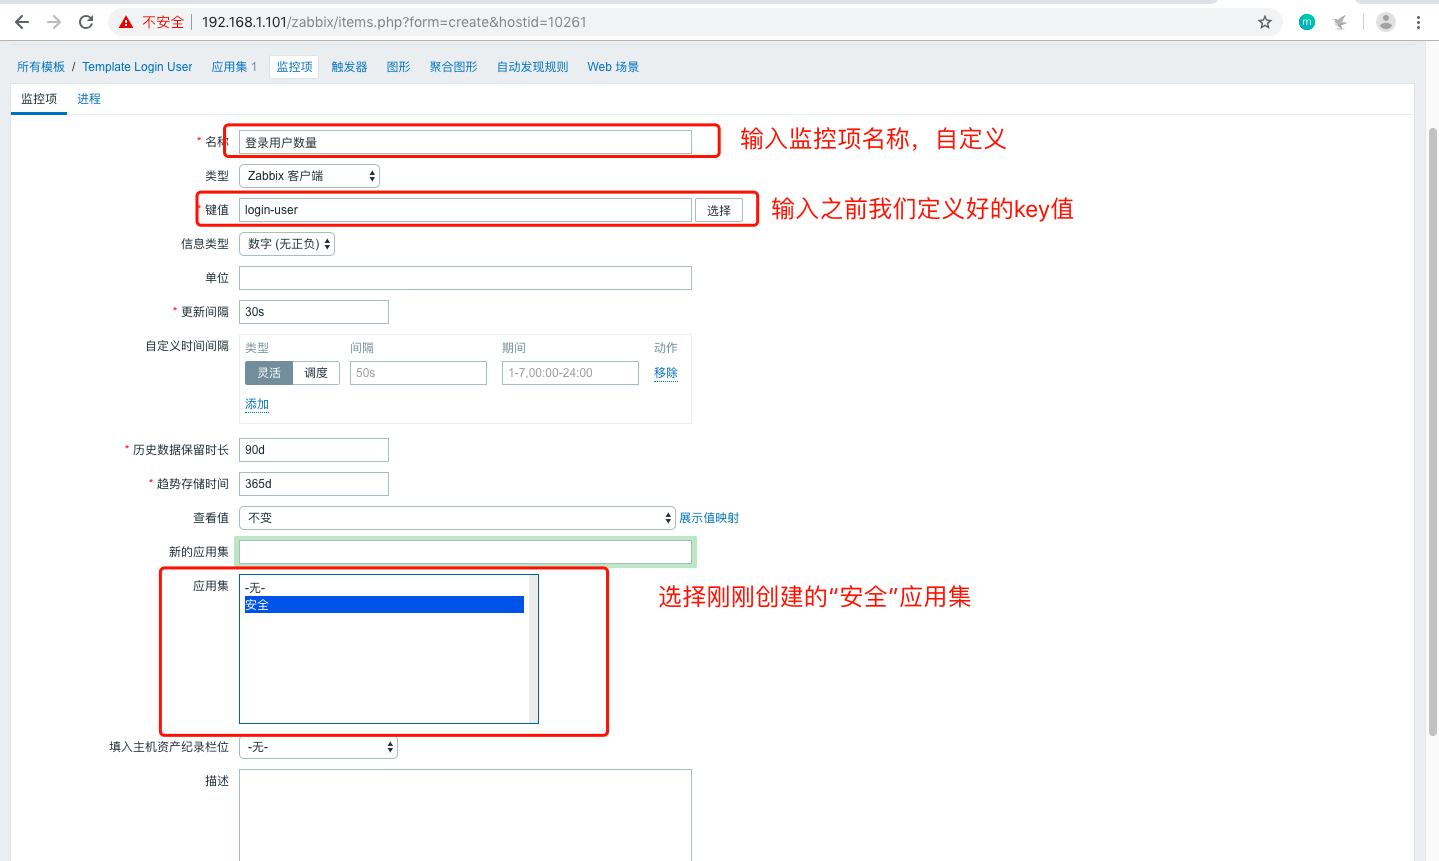 不安全 192.168.1.101/zabbix/items.php?form=create&hostid=10261
所有模板 / Template Login User 应用集 1 监控项 触发器 图形 聚合图形 自动发现规则 Web 场景
监控项 进程
* 名称 登录用户数量 输入监控项名称，自定义
类型 Zabbix 客户端
* 键值 login-user 选择 输入之前我们定义好的key值
信息类型 数字 (无正负)
单位
* 更新间隔 30s
自定义时间间隔 类型 间隔 期间 动作
灵活 调度 50s 1-7,00:00-24:00 移除
添加
* 历史数据保留时长 90d
* 趋势存储时间 365d
查看值 不变 展示值映射
新的应用集
应用集 -无- 选择刚刚创建的“安全”应用集
安全
填入主机资产纪录栏位 -无-
描述